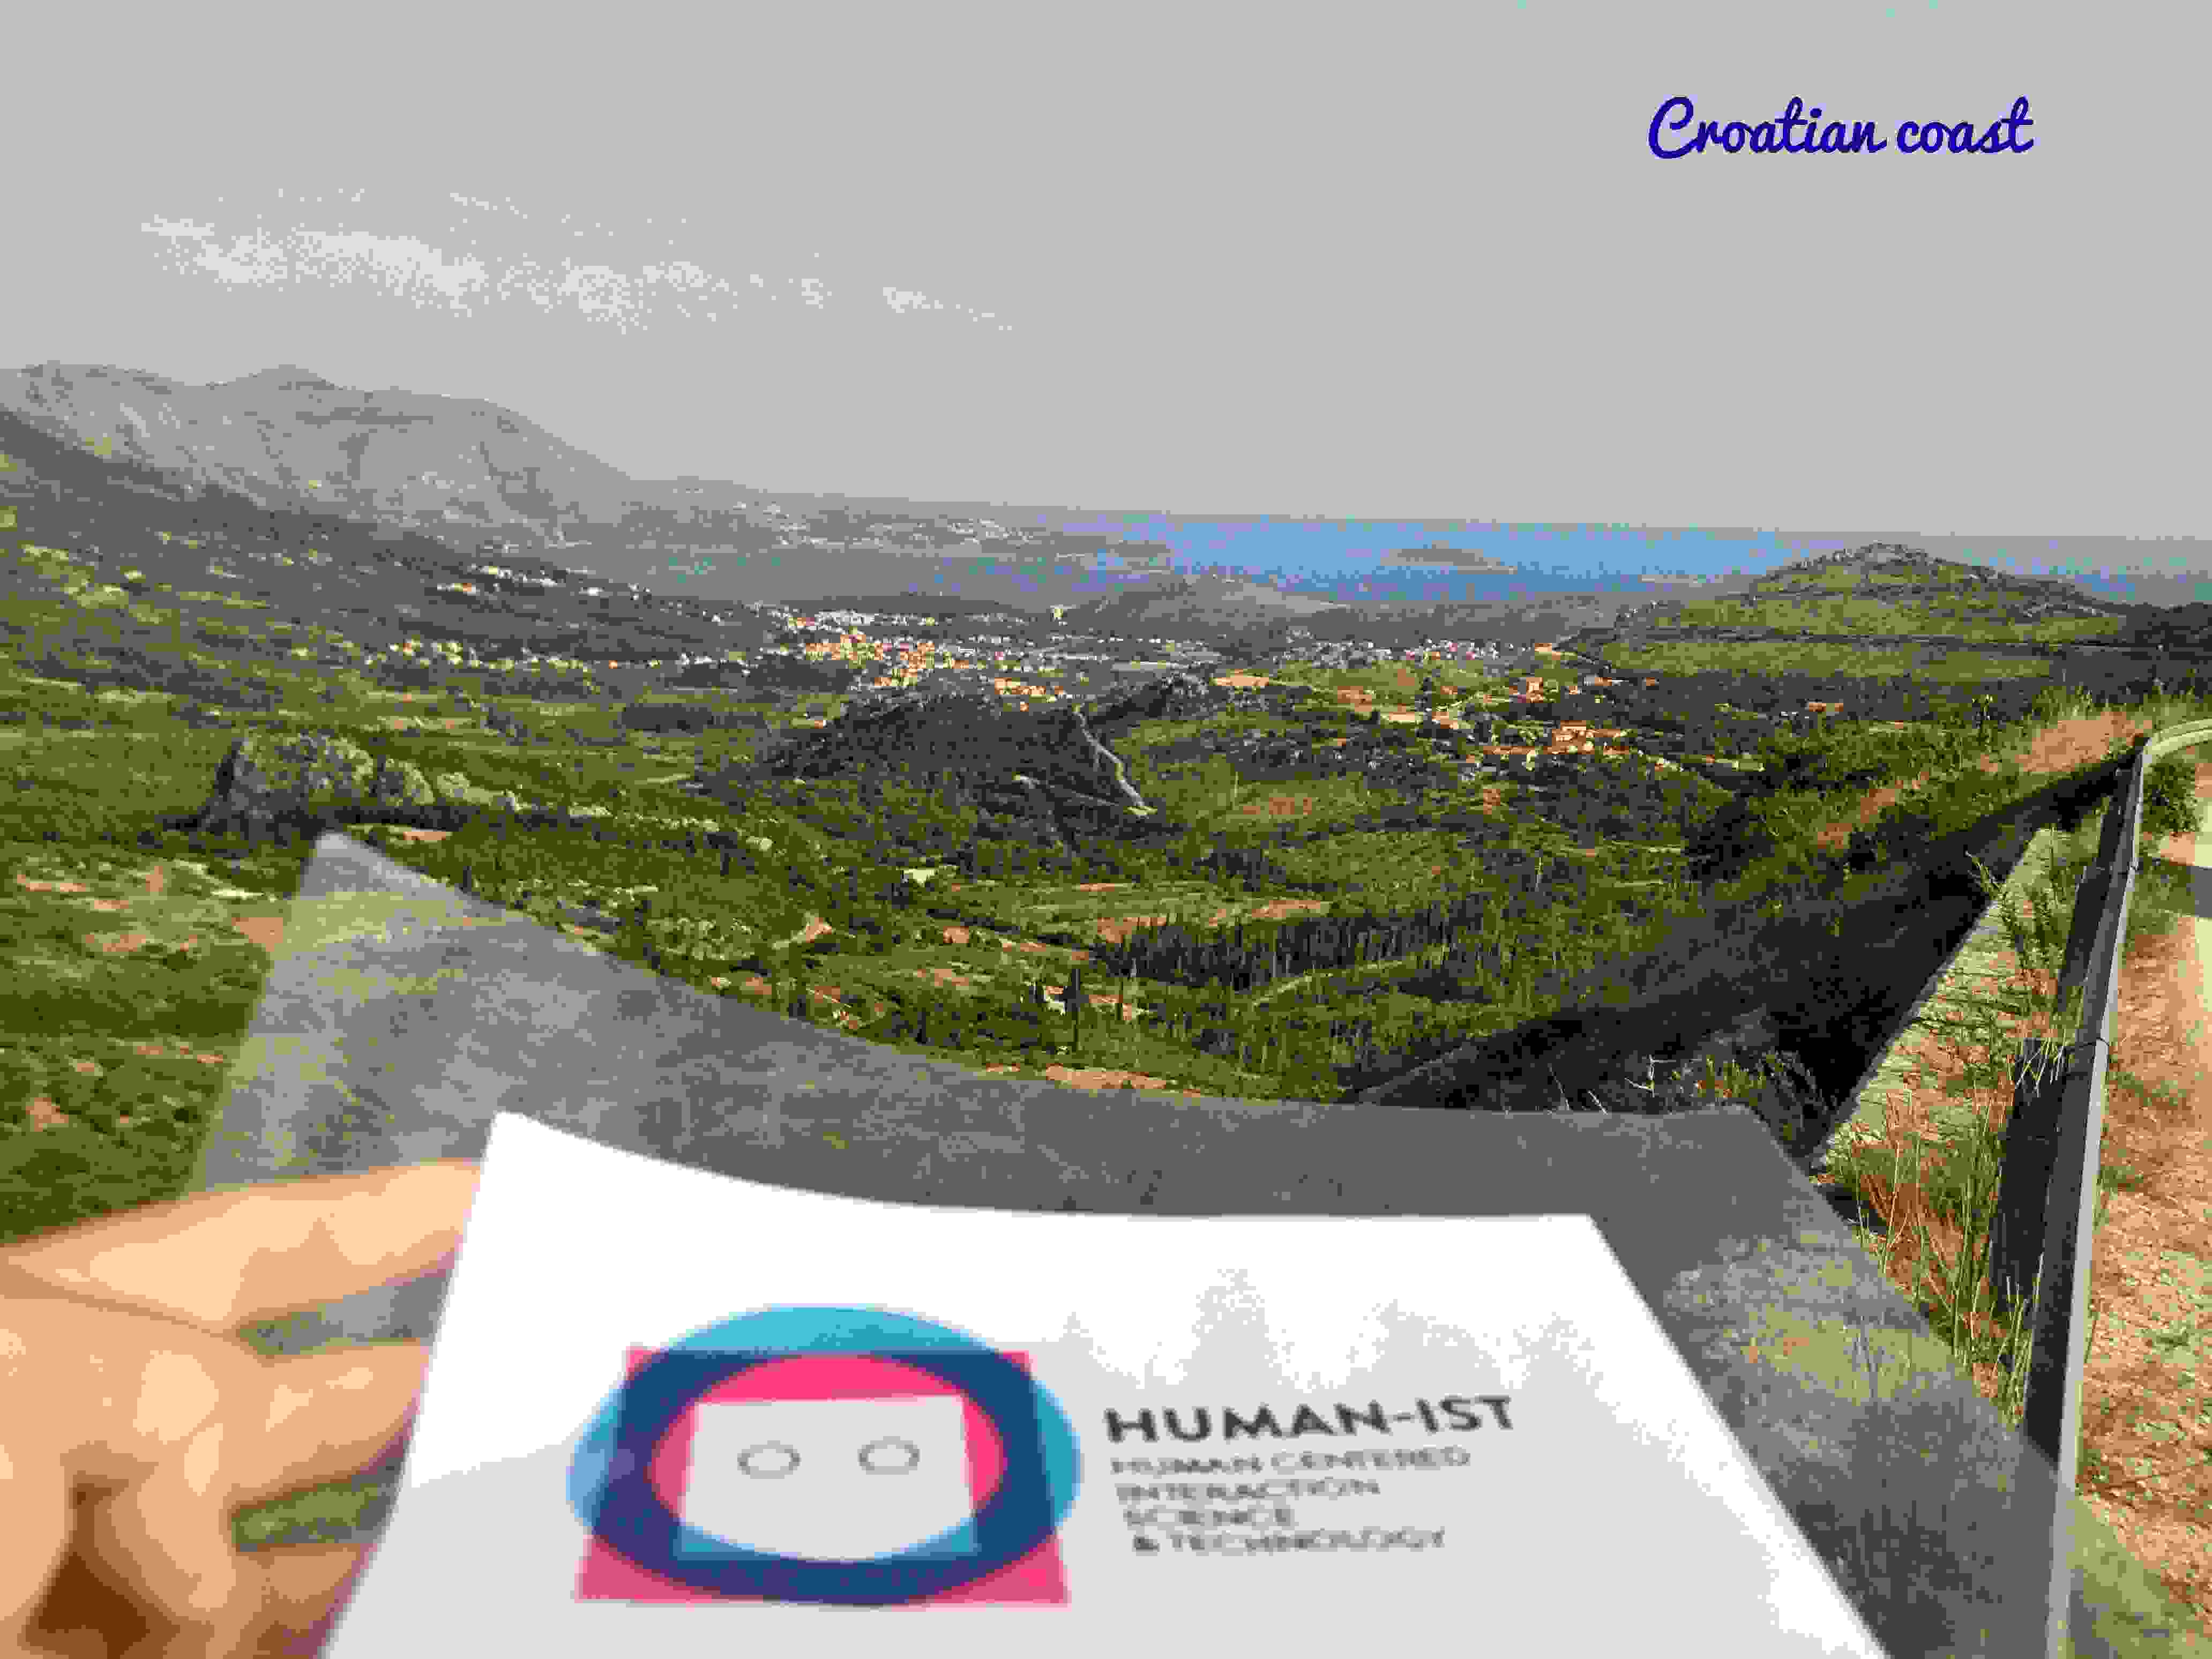 Croatian coast
HUMAN-IST
HUMAN CENTERED
INTERACTION
SCIENCE
& TECHNOLOGY